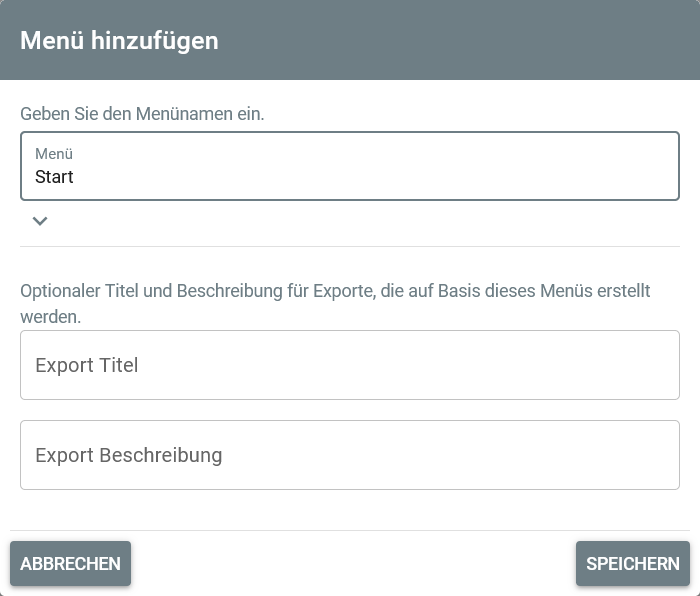 Menü hinzufügen
Geben Sie den Menünamen ein.
Menü
Start
Optionaler Titel und Beschreibung für Exporte, die auf Basis dieses Menüs erstellt
werden.
Export Titel
Export Beschreibung
ABBRECHEN
SPEICHERN